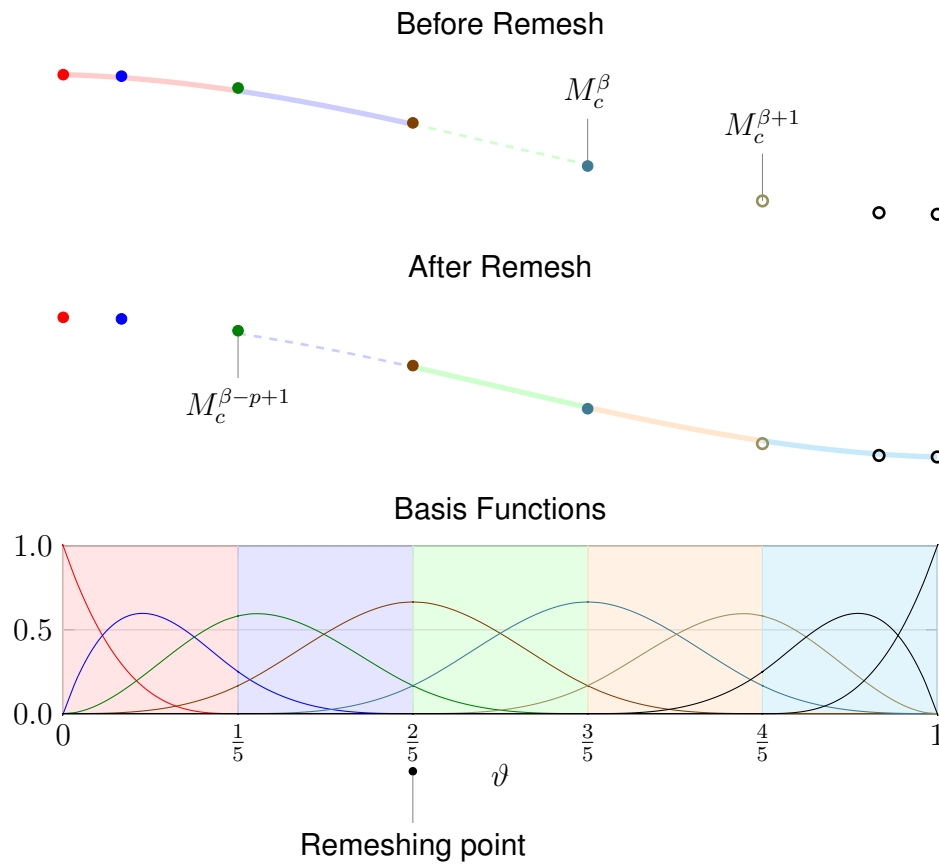 Before Remesh
M_c^β
M_c^{β+1}
After Remesh
M_c^{β−p+1}
Basis Functions
1.0
0.5
0.0
0 1/5 2/5 3/5 4/5 1
ϑ
Remeshing point